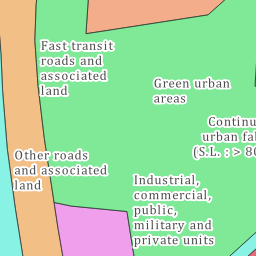 Fast transit
roads and
associated
land
Green urban
areas
Continu
urban fa
(S.L. : > 80
Other roads
and associated
land
Industrial,
commercial,
public,
military and
private units